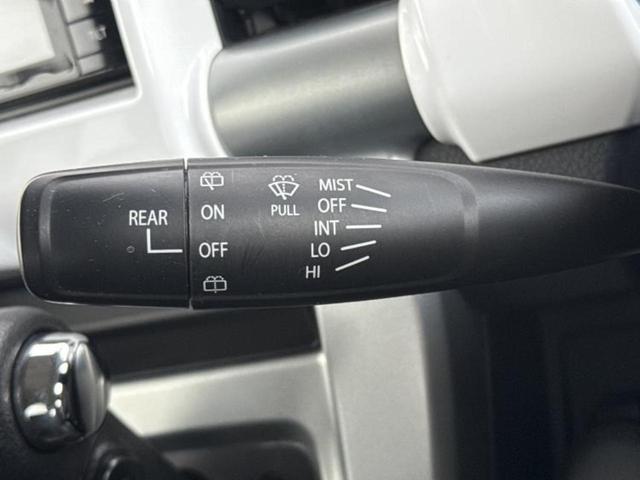 REAR
ON
OFF
PULL
MIST
OFF
INT
LO
HI